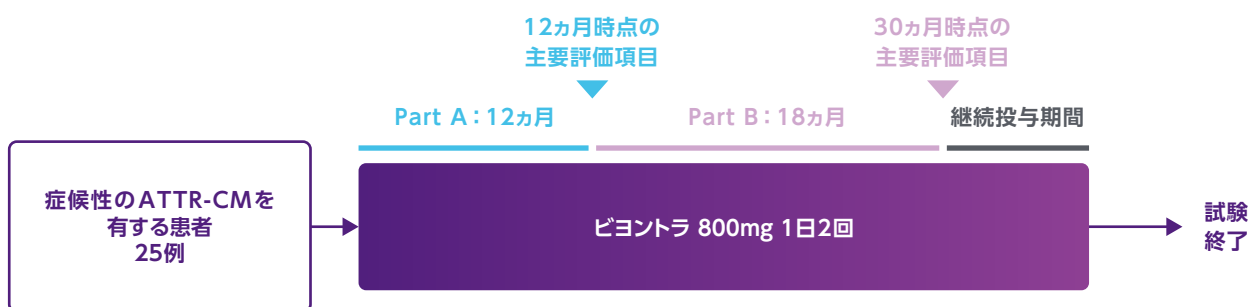 12ヵ月時点の
主要評価項目
30ヵ月時点の
主要評価項目
Part A：12ヵ月
Part B：18ヵ月
継続投与期間
症候性のATTR-CMを
有する患者
25例
ビヨントラ 800mg 1日2回
試験
終了